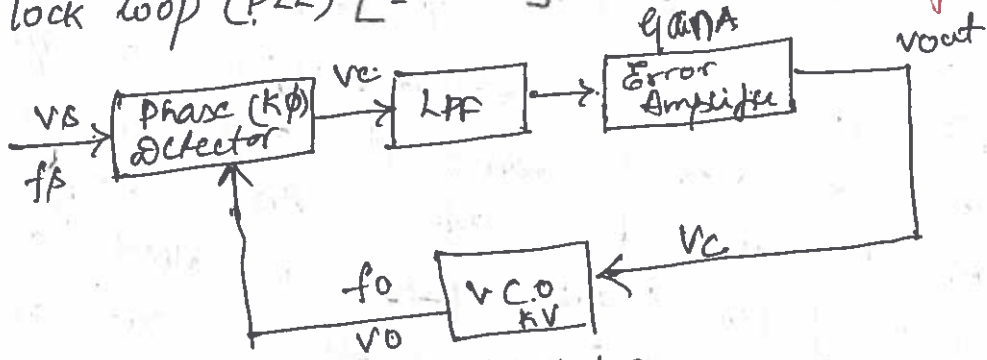 lock loop (PLL)
gain A
vout
Phase (Kφ)
Detector
ve
LPF
Error
Amplifier
vs
fs
vc
fo
vo
V C.O
KV